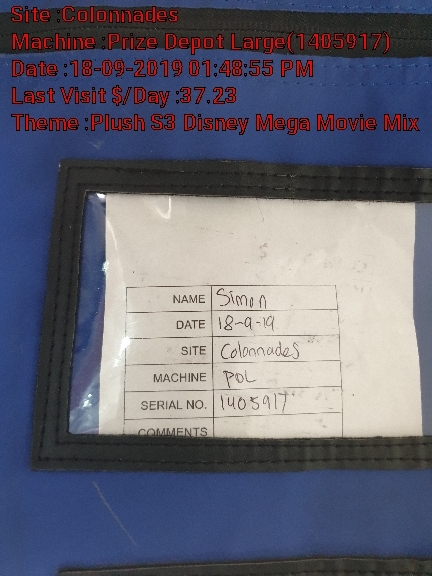 Site :Colonnades
Machine :Prize Depot Large(1405917)
Date :18-09-2019 01:48:55 PM
Last Visit $/Day :37.23
Theme :Plush S3 Disney Mega Movie Mix
NAME Simon
DATE 18-9-19
SITE Colonnades
MACHINE PDL
SERIAL NO. 1405917
COMMENTS